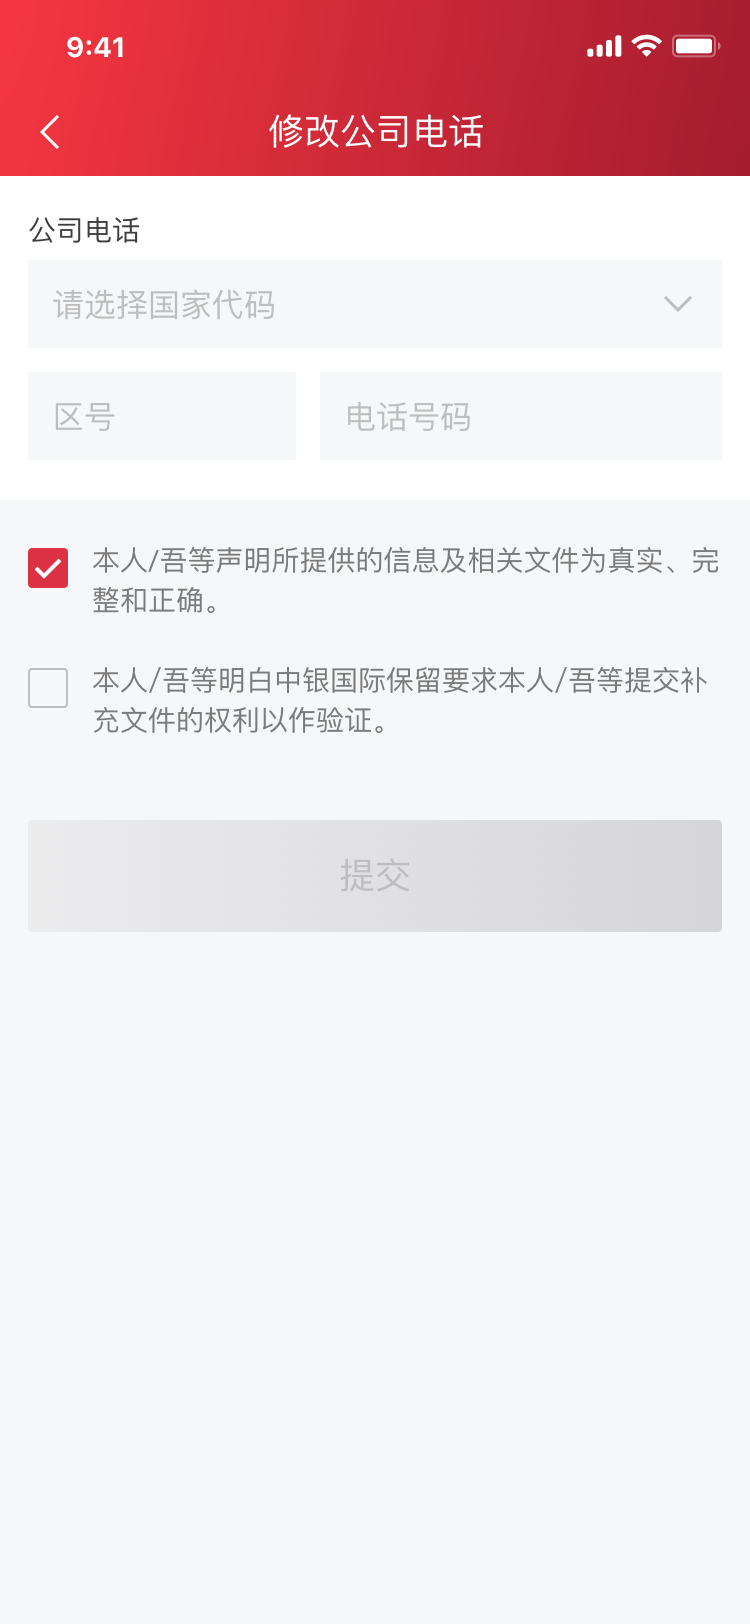 9:41
修改公司电话
公司电话
请选择国家代码
区号
电话号码
本人/吾等声明所提供的信息及相关文件为真实、完
整和正确。
本人/吾等明白中银国际保留要求本人/吾等提交补
充文件的权利以作验证。
提交